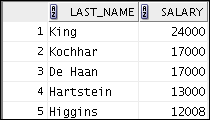 LAST_NAME SALARY
1 King 24000
2 Kochhar 17000
3 De Haan 17000
4 Hartstein 13000
5 Higgins 12008